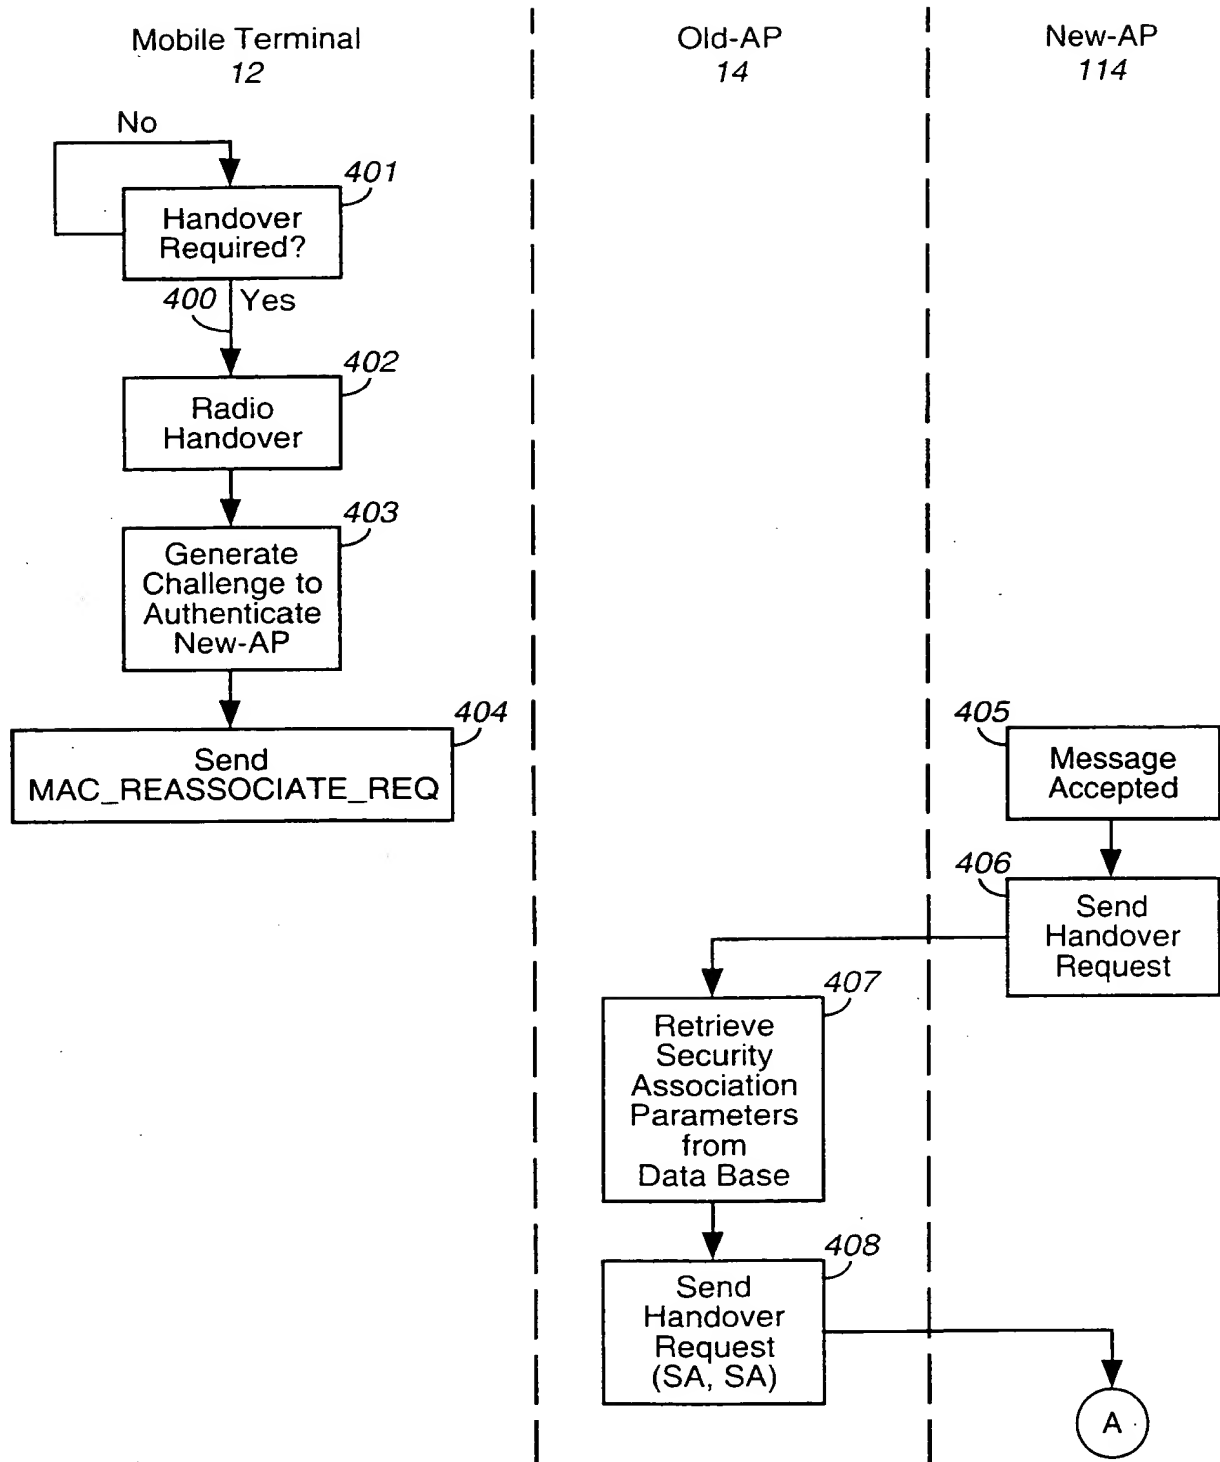 Mobile Terminal
12
Old-AP
14
New-AP
114
No
401
Handover
Required?
400
Yes
402
Radio
Handover
403
Generate
Challenge to
Authenticate
New-AP
404
Send
MAC_REASSOCIATE_REQ
405
Message
Accepted
406
Send
Handover
Request
407
Retrieve
Security
Association
Parameters
from
Data Base
408
Send
Handover
Request
(SA, SA)
A